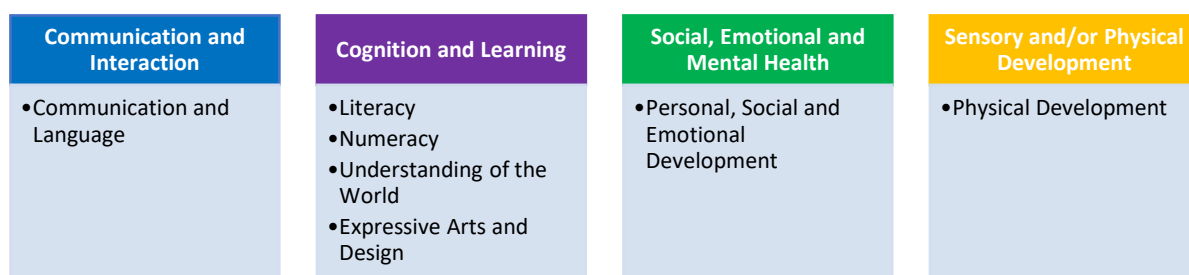 Communication and
Interaction
•Communication and
Language
Cognition and Learning
•Literacy
•Numeracy
•Understanding of the
World
•Expressive Arts and
Design
Social, Emotional and
Mental Health
•Personal, Social and
Emotional
Development
Sensory and/or Physical
Development
•Physical Development